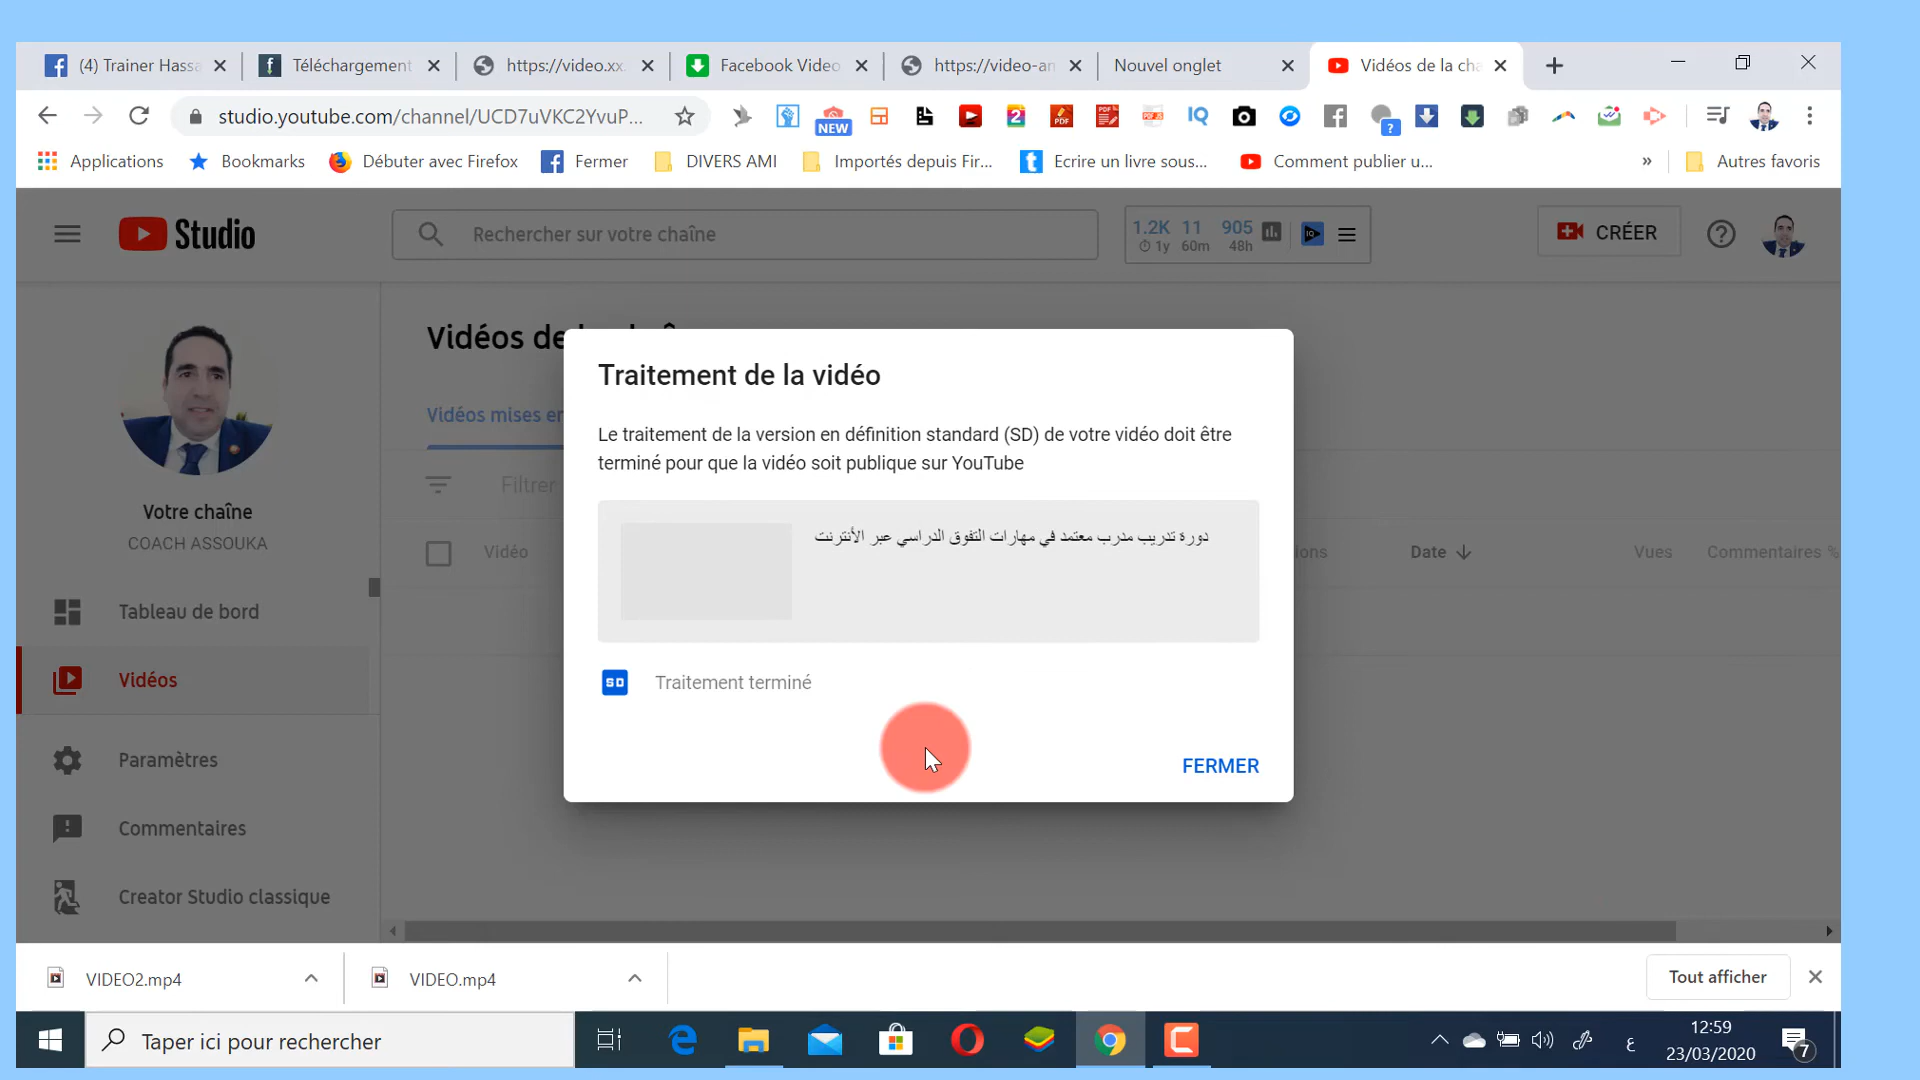 (4) Trainer Hassa
Téléchargement
https://video.xx.
Facebook Video
https://video-an
Nouvel onglet
Vidéos de la cha
studio.youtube.com/channel/UCD7uVKC2YvuP...
NEW
Applications
Bookmarks
Débuter avec Firefox
Fermer
DIVERS AMI
Importés depuis Fir...
Ecrire un livre sous...
Comment publier u...
»
Autres favoris
Studio
Rechercher sur votre chaîne
1.2K 11 905
1y 60m 48h
CRÉER
Vidéos de
Vidéos mises en
Filtrer
Vidéo
Date
Vues
Commentaires %
Votre chaîne
COACH ASSOUKA
Tableau de bord
Vidéos
Paramètres
Commentaires
Creator Studio classique
Traitement de la vidéo
Le traitement de la version en définition standard (SD) de votre vidéo doit être
terminé pour que la vidéo soit publique sur YouTube
دورة تدريب مدرب معتمد في مهارات التفوق الدراسي عبر الأنترنت
SD
Traitement terminé
FERMER
VIDEO2.mp4
VIDEO.mp4
Tout afficher
Taper ici pour rechercher
ع
12:59
23/03/2020
7